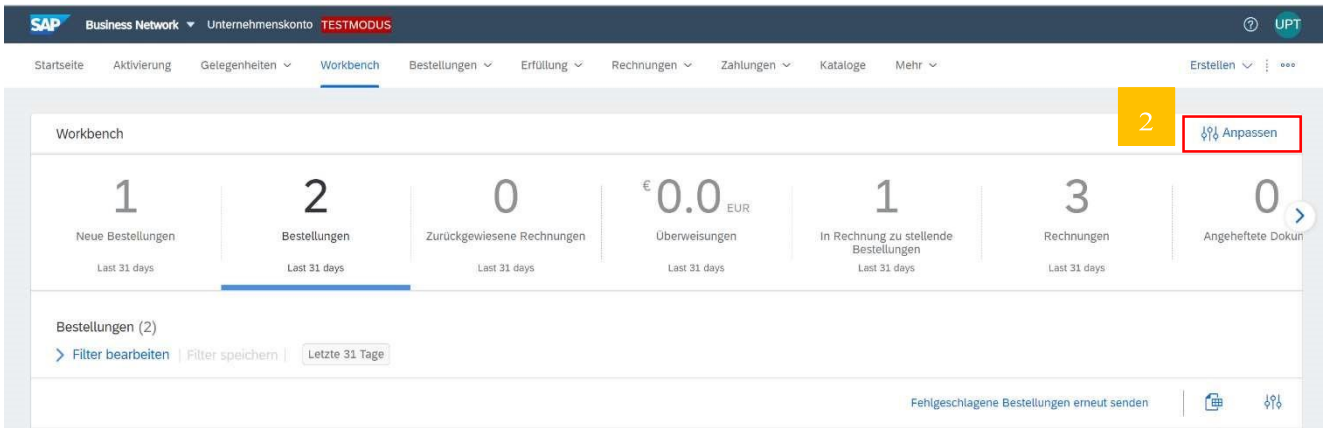 SAP Business Network Unternehmenskonto TESTMODUS UPT
Startseite Aktivierung Gelegenheiten Workbench Bestellungen Erfüllung Rechnungen Zahlungen Kataloge Mehr Erstellen
Workbench 2 Anpassen
1 2 0 € 0.0 EUR 1 3 0
Neue Bestellungen Bestellungen Zurückgewiesene Rechnungen Überweisungen In Rechnung zu stellende Rechnungen Angeheftete Dokun
Bestellungen
Last 31 days Last 31 days Last 31 days Last 31 days Last 31 days Last 31 days
Bestellungen (2)
Filter bearbeiten | Filter speichern | Letzte 31 Tage
Fehlgeschlagene Bestellungen erneut senden